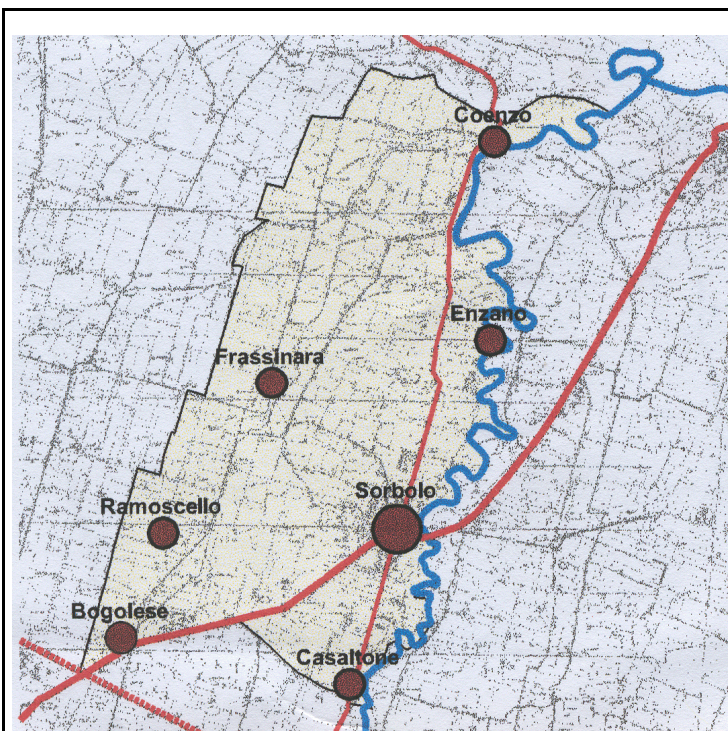 Coenzo
Enzano
Frassinara
Sorbolo
Ramoscello
Bogolese
Casaltone